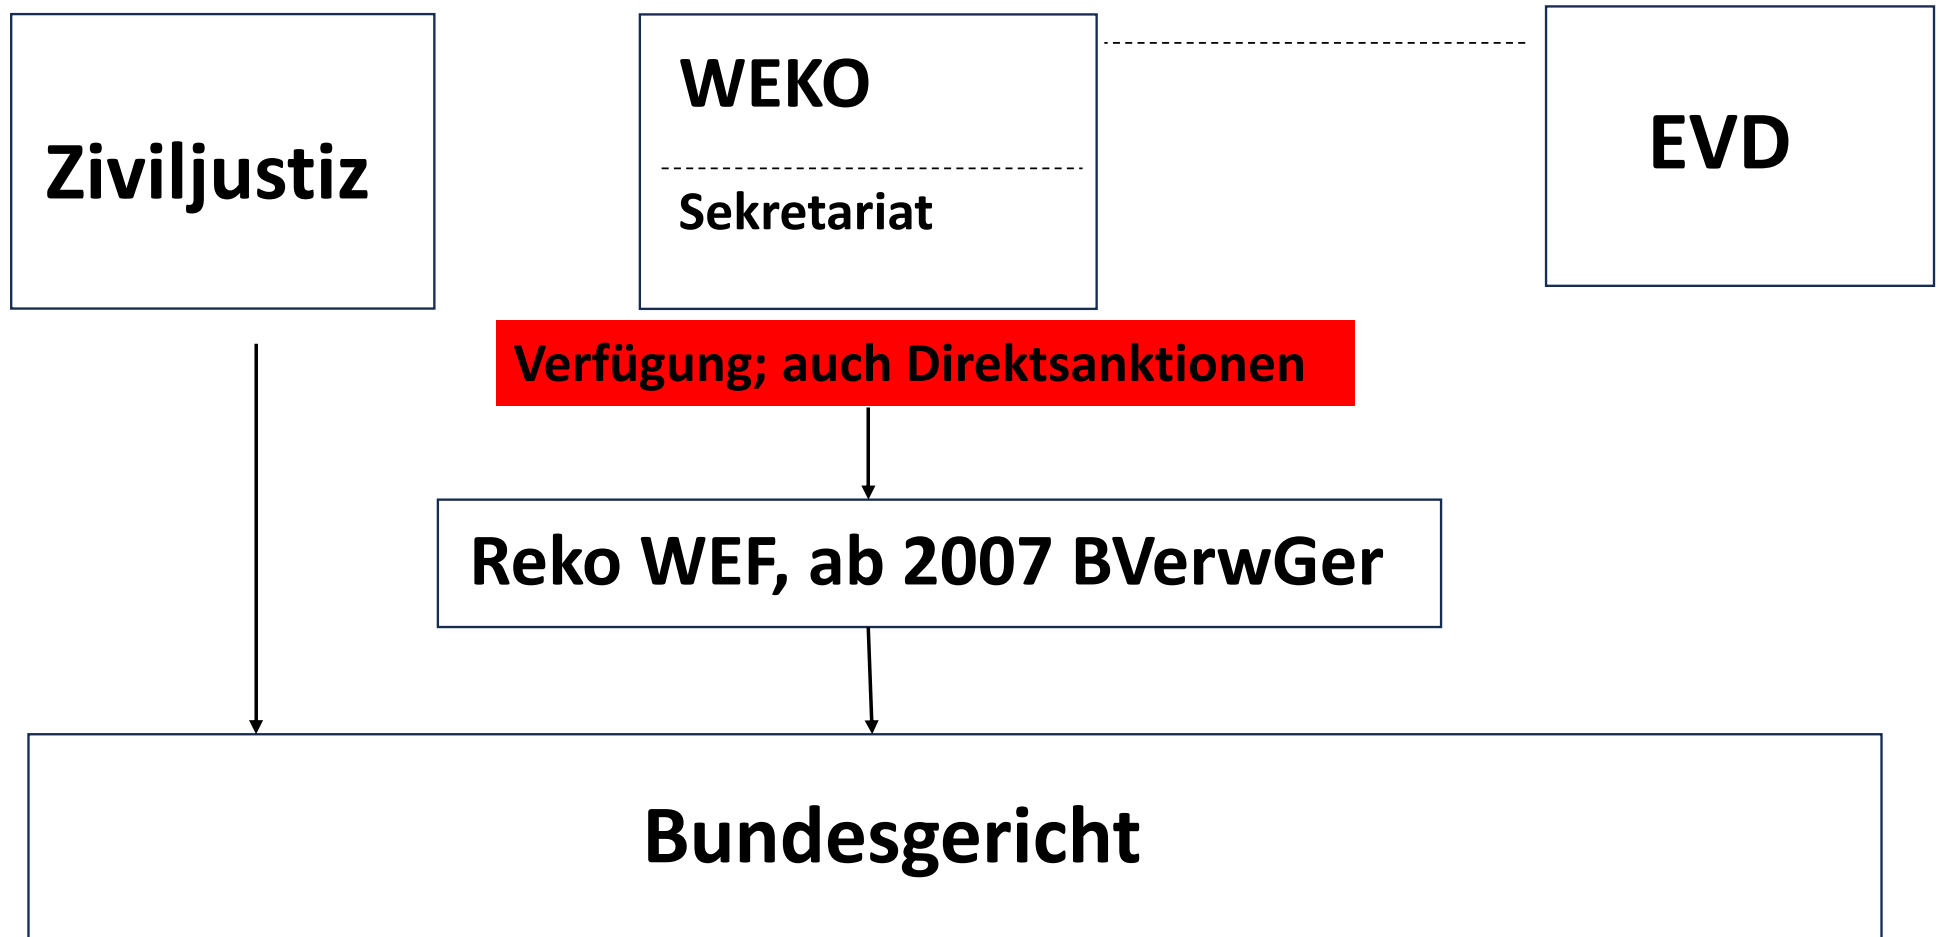 Ziviljustiz
WEKO
Sekretariat
EVD
Verfügung; auch Direktsanktionen
Reko WEF, ab 2007 BVerwGer
Bundesgericht